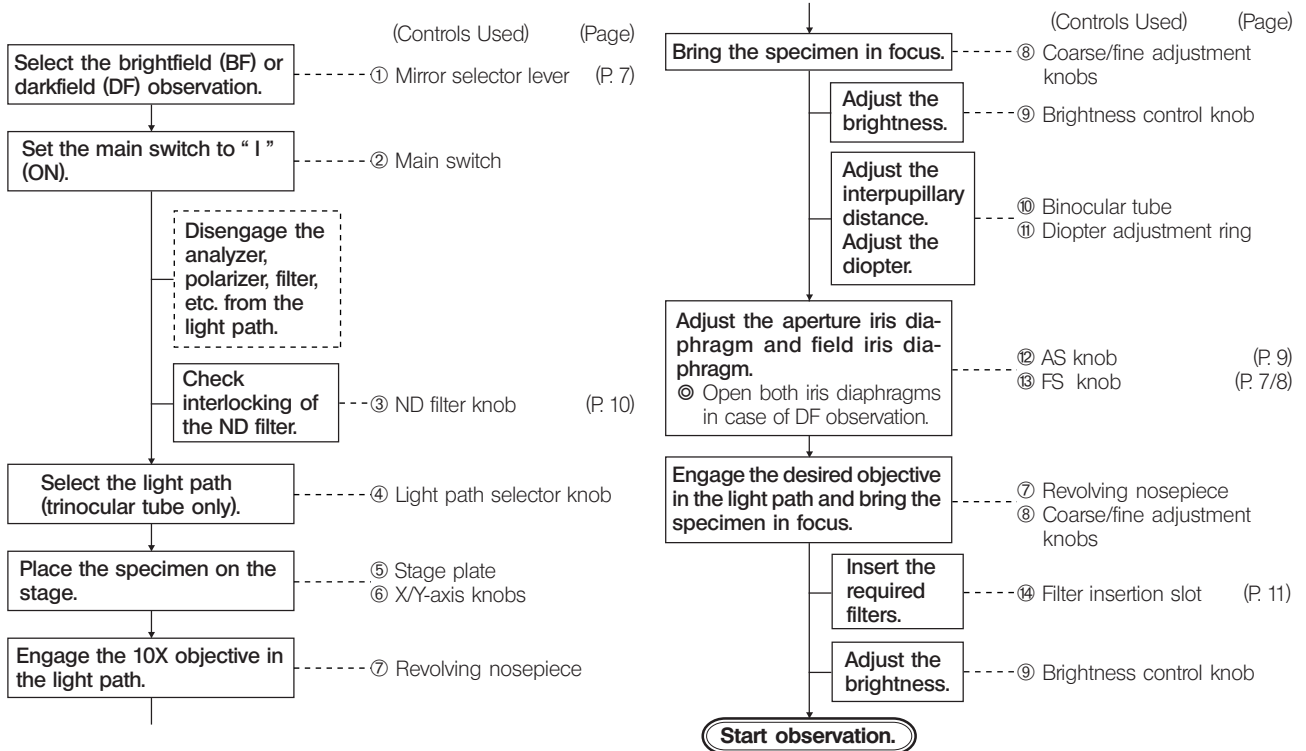 (Controls Used) (Page)
Select the brightfield (BF) or
darkfield (DF) observation.
① Mirror selector lever (P. 7)
Set the main switch to “ I ”
(ON).
② Main switch
Disengage the
analyzer,
polarizer, filter,
etc. from the
light path.
Check
interlocking of
the ND filter.
③ ND filter knob (P. 10)
Select the light path
(trinocular tube only).
④ Light path selector knob
Place the specimen on the
stage.
⑤ Stage plate
⑥ X/Y-axis knobs
Engage the 10X objective in
the light path.
⑦ Revolving nosepiece
(Controls Used) (Page)
Bring the specimen in focus.
⑧ Coarse/fine adjustment
knobs
Adjust the
brightness.
⑨ Brightness control knob
Adjust the
interpupillary
distance.
Adjust the
diopter.
⑩ Binocular tube
⑪ Diopter adjustment ring
Adjust the aperture iris dia-
phragm and field iris dia-
phragm.
◎ Open both iris diaphragms
in case of DF observation.
⑫ AS knob (P. 9)
⑬ FS knob (P. 7/8)
Engage the desired objective
in the light path and bring the
specimen in focus.
⑦ Revolving nosepiece
⑧ Coarse/fine adjustment
knobs
Insert the
required
filters.
⑭ Filter insertion slot (P. 11)
Adjust the
brightness.
⑨ Brightness control knob
Start observation.